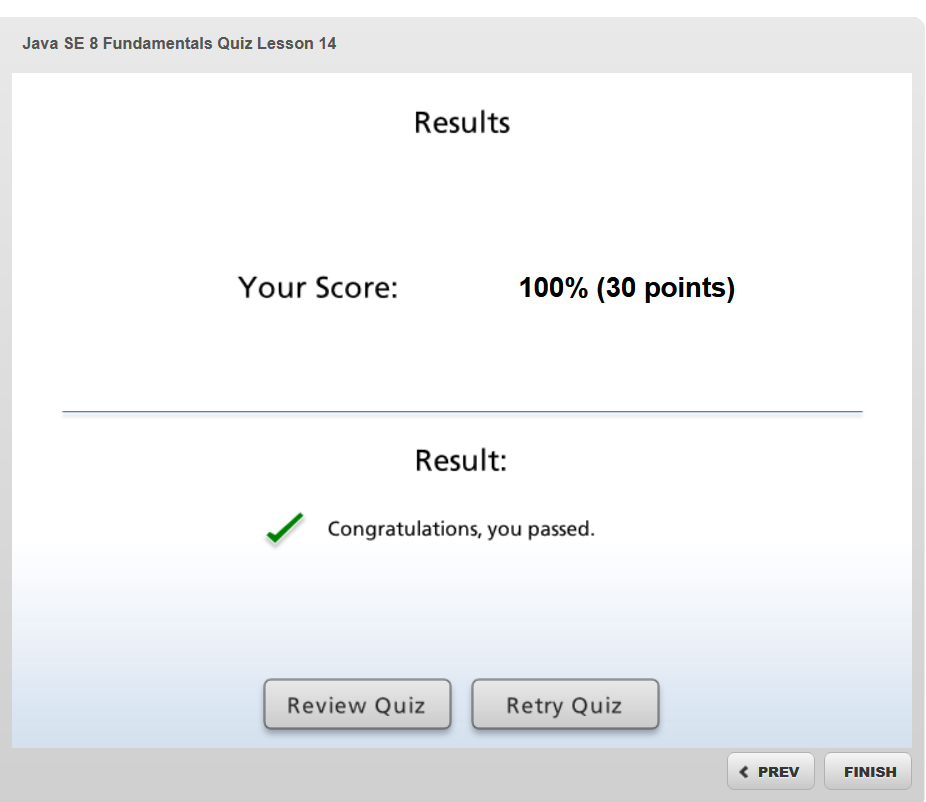 Java SE 8 Fundamentals Quiz Lesson 14
Results
Your Score: 100% (30 points)
Result:
Congratulations, you passed.
Review Quiz Retry Quiz
PREV FINISH